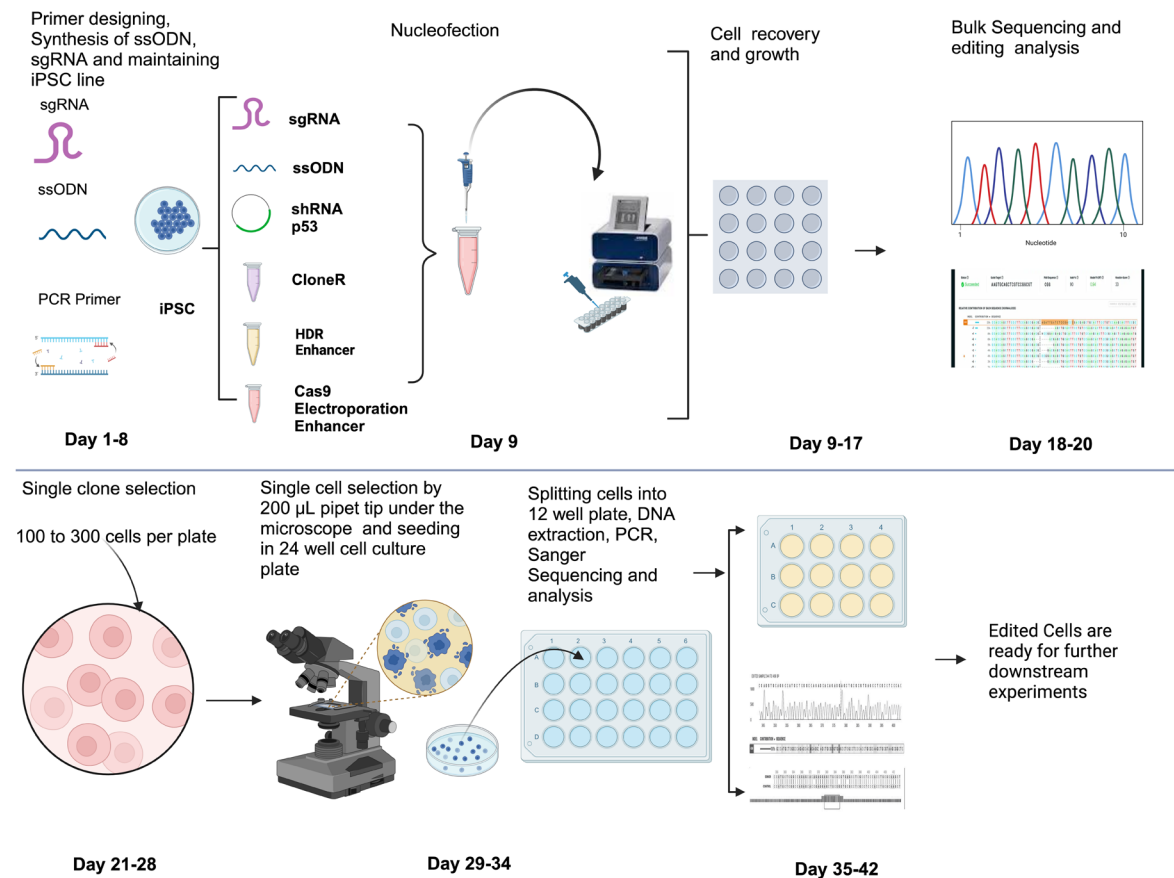 Primer designing,
Synthesis of ssODN,
sgRNA and maintaining
iPSC line
sgRNA
ssODN
PCR Primer
5'
3'
iPSC
sgRNA
ssODN
shRNA
p53
CloneR
HDR
Enhancer
Cas9
Electroporation
Enhancer
Day 1-8
Nucleofection
Day 9
Cell recovery
and growth
Day 9-17
Bulk Sequencing and
editing analysis
1
10
Nucleotide
Day 18-20
Single clone selection
100 to 300 cells per plate
Day 21-28
Single cell selection by
200 µL pipet tip under the
microscope and seeding
in 24 well cell culture
plate
1 2 3 4 5 6
A
B
C
D
Day 29-34
Splitting cells into
12 well plate, DNA
extraction, PCR,
Sanger
Sequencing and
analysis
1 2 3 4
A
B
C
Day 35-42
Edited Cells are
ready for further
downstream
experiments